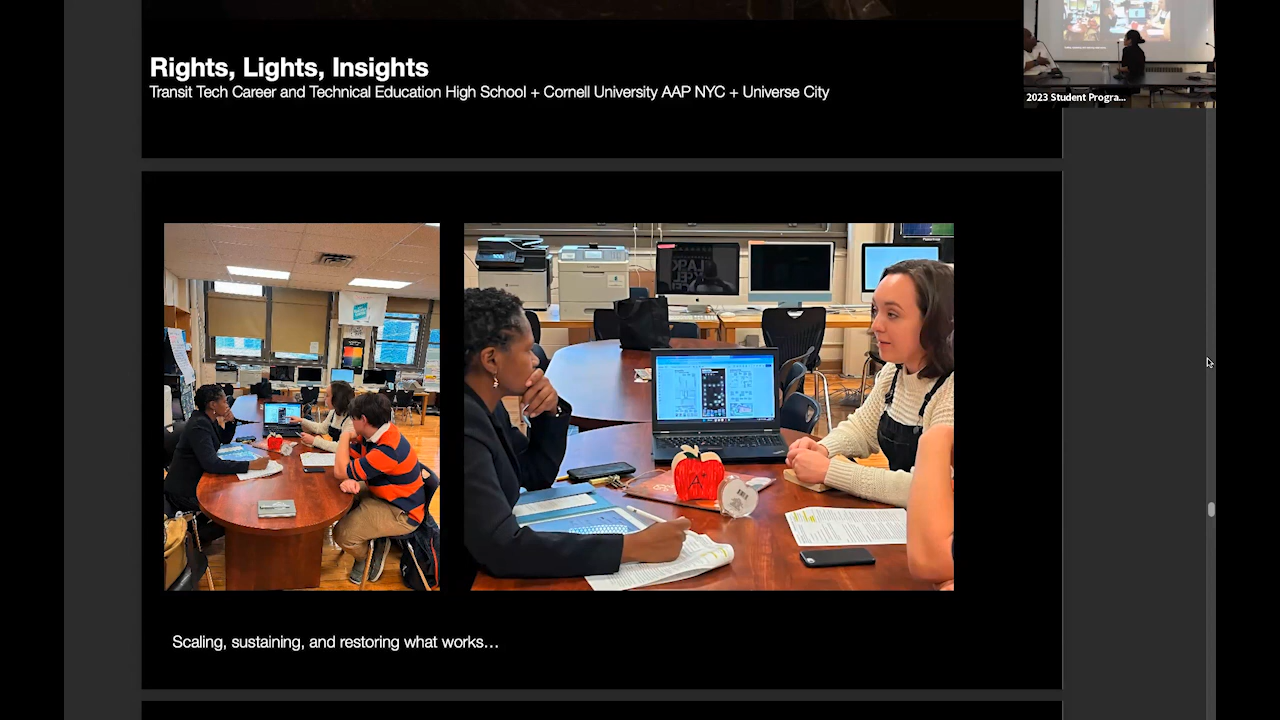 Rights, Lights, Insights
Transit Tech Career and Technical Education High School + Cornell University AAP NYC + Universe City
2023 Student Progra...
Scaling, sustaining, and restoring what works...